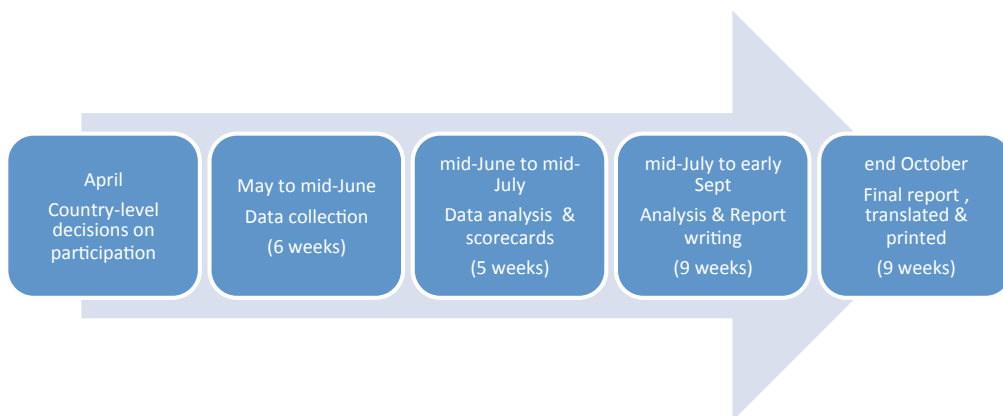 April
Country-level
decisions on
participation
May to mid-June
Data collection
(6 weeks)
mid-June to mid-
July
Data analysis & 
scorecards
(5 weeks)
mid-July to early
Sept
Analysis & Report
writing
(9 weeks)
end October
Final report ,
translated &
printed
(9 weeks)